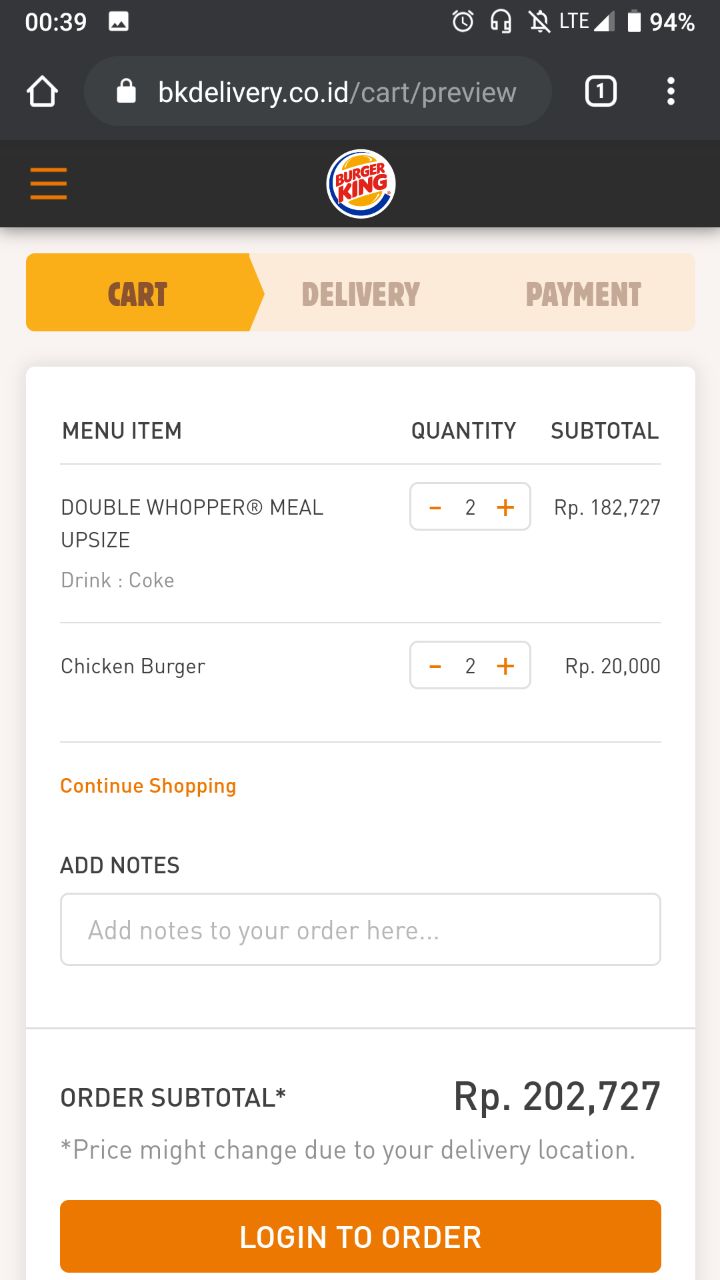 00:39 LTE 94%
bkdelivery.co.id/cart/preview 1
BURGER
KING
CART DELIVERY PAYMENT
MENU ITEM QUANTITY SUBTOTAL
DOUBLE WHOPPER® MEAL - 2 + Rp. 182,727
UPSIZE
Drink : Coke
Chicken Burger - 2 + Rp. 20,000
Continue Shopping
ADD NOTES
Add notes to your order here...
ORDER SUBTOTAL* Rp. 202,727
*Price might change due to your delivery location.
LOGIN TO ORDER